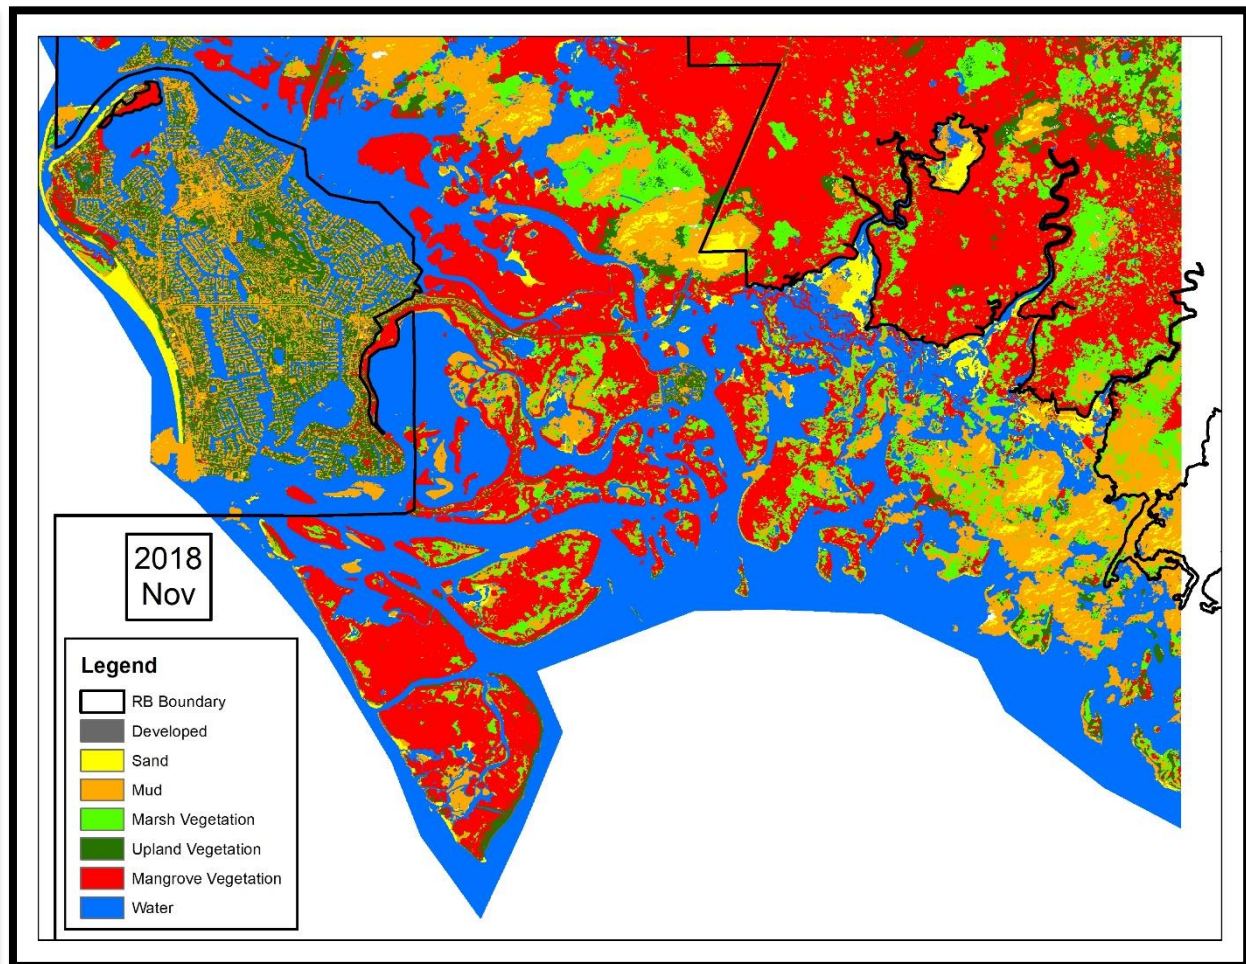 2018
Nov
Legend
RB Boundary
Developed
Sand
Mud
Marsh Vegetation
Upland Vegetation
Mangrove Vegetation
Water